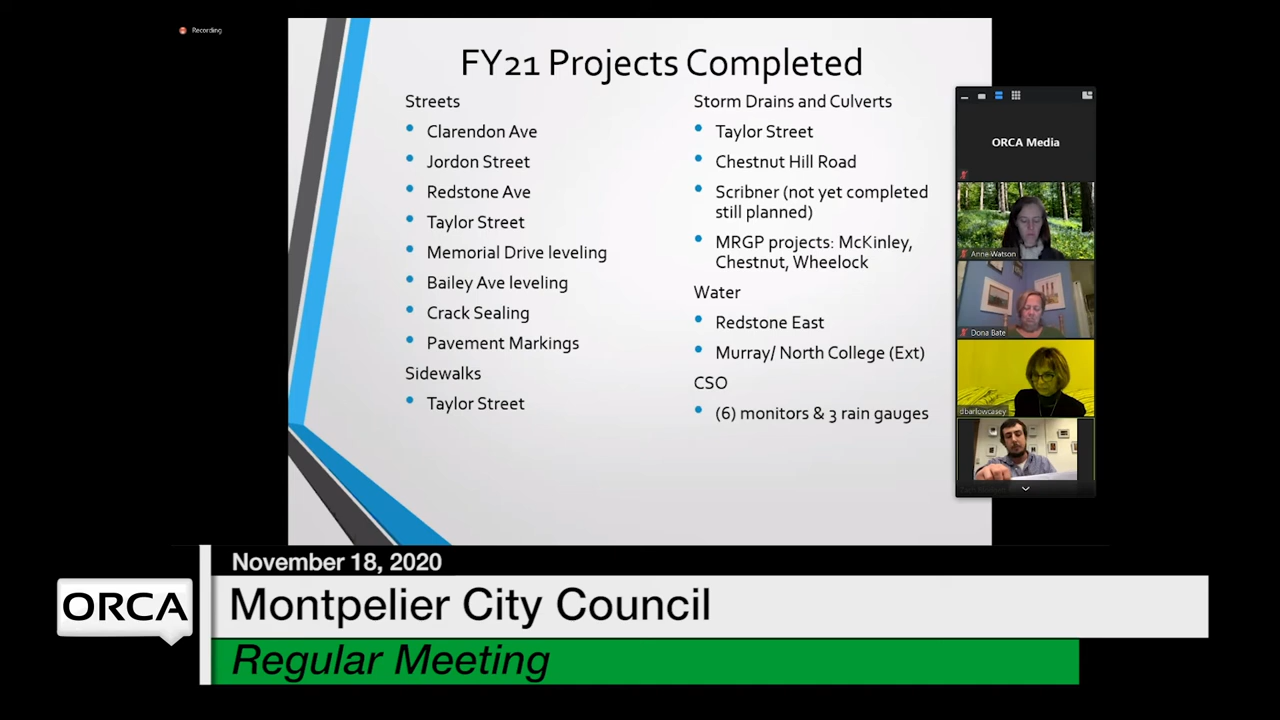 Recording
FY21 Projects Completed
Streets
Clarendon Ave
Jordon Street
Redstone Ave
Taylor Street
Memorial Drive leveling
Bailey Ave leveling
Crack Sealing
Pavement Markings
Sidewalks
Taylor Street
Storm Drains and Culverts
Taylor Street
Chestnut Hill Road
Scribner (not yet completed
still planned)
MRGP projects: McKinley,
Chestnut, Wheelock
Water
Redstone East
Murray/ North College (Ext)
CSO
(6) monitors & 3 rain gauges
ORCA Media
Anne Watson
Dona Bate
dbarlowcasey
November 18, 2020
ORCA
Montpelier City Council
Regular Meeting